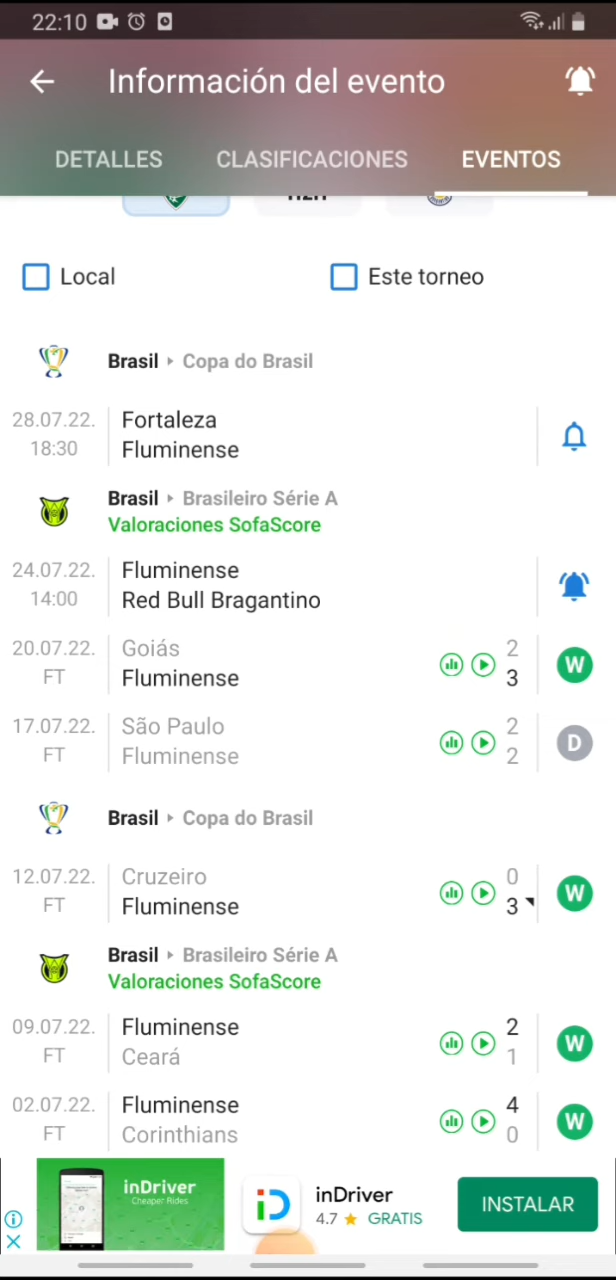 22:10
Información del evento
DETALLES CLASIFICACIONES EVENTOS
Local Este torneo
Brasil Copa do Brasil
28.07.22. Fortaleza
18:30 Fluminense
Brasil Brasileiro Série A
Valoraciones SofaScore
24.07.22. Fluminense
14:00 Red Bull Bragantino
20.07.22. Goiás 2
FT Fluminense 3 W
17.07.22. São Paulo 2
FT Fluminense 2 D
Brasil Copa do Brasil
12.07.22. Cruzeiro 0
FT Fluminense 3 W
Brasil Brasileiro Série A
Valoraciones SofaScore
09.07.22. Fluminense 2
FT Ceará 1 W
02.07.22. Fluminense 4
FT Corinthians 0 W
inDriver
Cheaper Rides
inDriver
4.7 GRATIS
INSTALAR